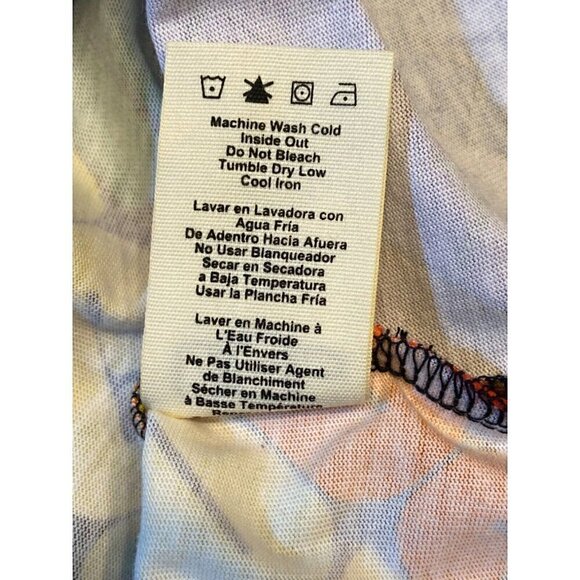 Machine Wash Cold
Inside Out
Do Not Bleach
Tumble Dry Low
Cool Iron
Lavar en Lavadora con
Agua Fría
De Adentro Hacia Afuera
No Usar Blanqueador
Secar en Secadora
a Baja Temperatura
Usar la Plancha Fría
Laver en Machine à
L'Eau Froide
À l'Envers
Ne Pas Utiliser Agent
de Blanchiment
Sécher en Machine
à Basse Température